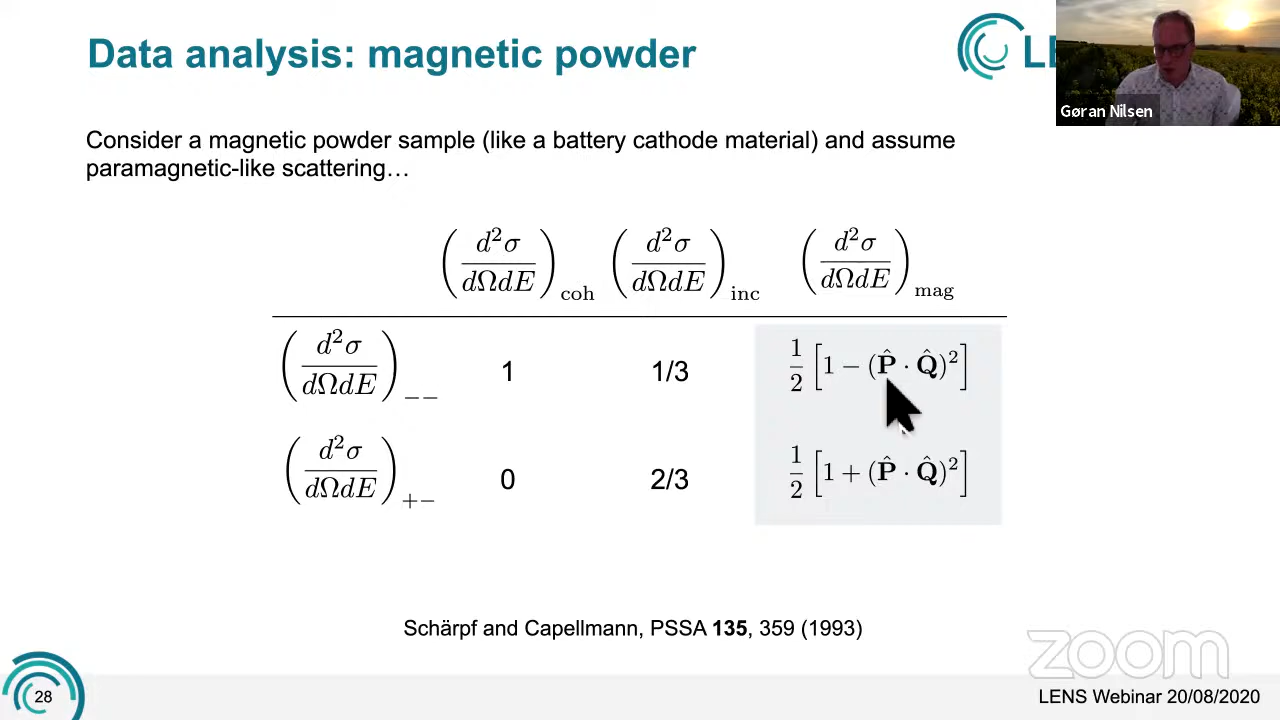 Data analysis: magnetic powder
LE
Gøran Nilsen
Consider a magnetic powder sample (like a battery cathode material) and assume
paramagnetic-like scattering…
(d²σ/dΩdE)coh (d²σ/dΩdE)inc (d²σ/dΩdE)mag
(d²σ/dΩdE)−− 1 1/3 1/2 [1 − (P̂ · Q̂)²]
(d²σ/dΩdE)+− 0 2/3 1/2 [1 + (P̂ · Q̂)²]
Schärpf and Capellmann, PSSA 135, 359 (1993)
zoom
28
LENS Webinar 20/08/2020